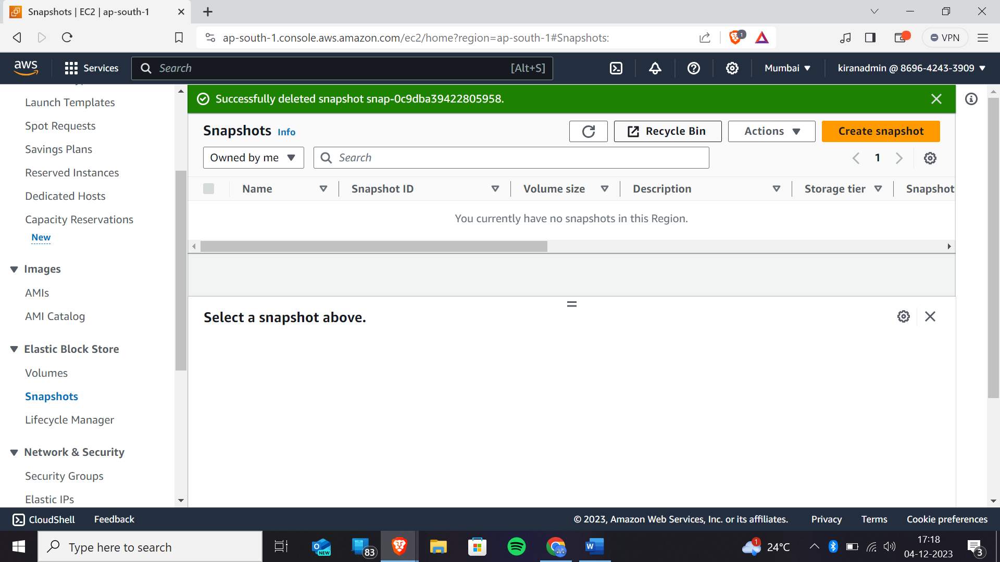 Snapshots | EC2 | ap-south-1
ap-south-1.console.aws.amazon.com/ec2/home?region=ap-south-1#Snapshots:
1
VPN
aws
Services
Search
[Alt+S]
Mumbai
kiranadmin @ 8696-4243-3909
Launch Templates
Spot Requests
Savings Plans
Reserved Instances
Dedicated Hosts
Capacity Reservations
New
Images
AMIs
AMI Catalog
Elastic Block Store
Volumes
Snapshots
Lifecycle Manager
Network & Security
Security Groups
Elastic IPs
Successfully deleted snapshot snap-0c9dba39422805958.
Snapshots Info
Recycle Bin
Actions
Create snapshot
Owned by me
Search
1
Name
Snapshot ID
Volume size
Description
Storage tier
Snapshot
You currently have no snapshots in this Region.
Select a snapshot above.
CloudShell
Feedback
© 2023, Amazon Web Services, Inc. or its affiliates.
Privacy
Terms
Cookie preferences
Type here to search
NEW
83
W
1
24°C
17:18
04-12-2023
3